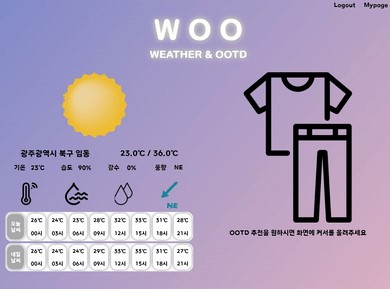 Logout Mypage
WOO
WEATHER & OOTD
광주광역시 북구 임동 23.0℃ / 36.0℃
기온 23℃ 습도 90% 강수 0% 풍향 NE
NE
오늘 날씨 26℃ 24℃ 23℃ 28℃ 32℃ 33℃ 31℃ 28℃
00시 03시 06시 09시 12시 15시 18시 21시
내일 날씨 26℃ 24℃ 24℃ 29℃ 33℃ 35℃ 31℃ 27℃
00시 03시 06시 09시 12시 15시 18시 21시
OOTD 추천을 원하시면 화면에 커서를 올려주세요